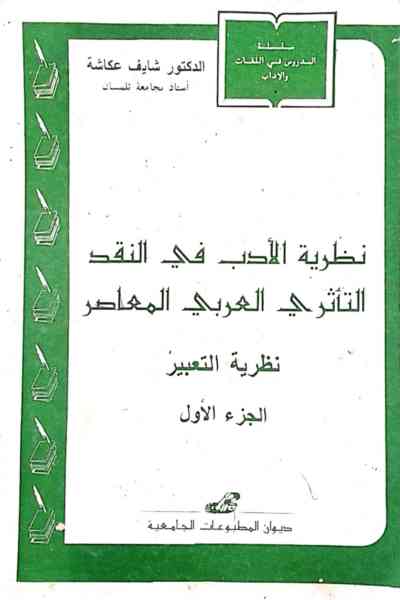 سلسلة
الدروس في اللغات
والآداب
الدكتور شايف عكاشة
أستاذ بجامعة تلمسان
نظرية الأدب في النقد
التأثري العربي المعاصر
نظرية التعبير
الجزء الأول
ديوان المطبوعات الجامعية